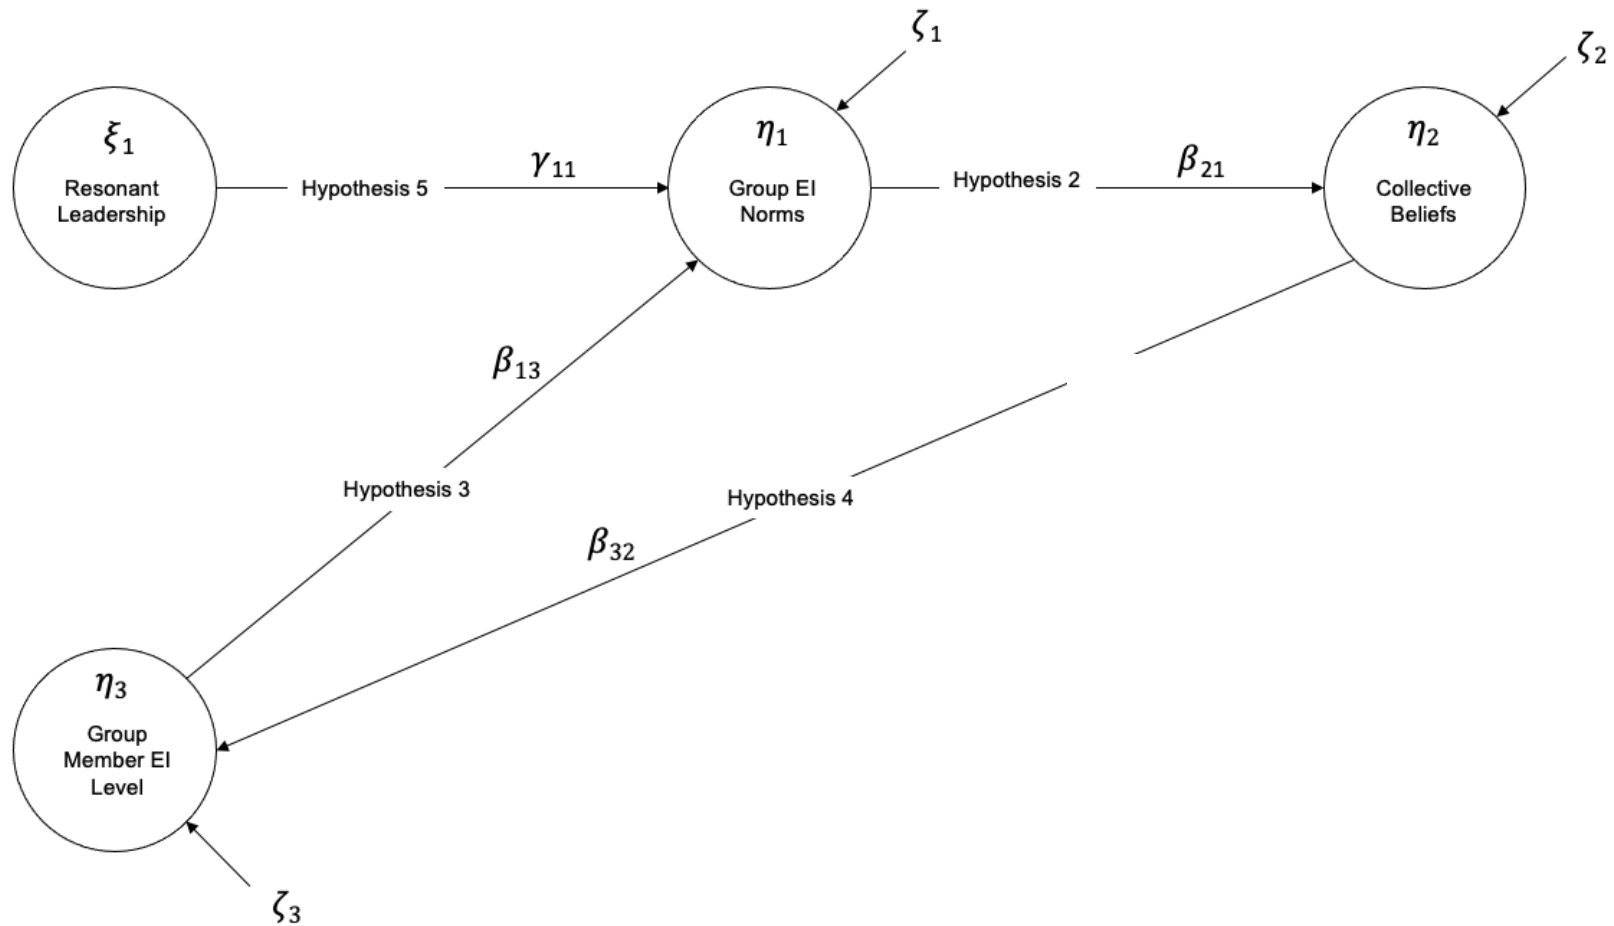 ζ1
ζ2
ξ1
Resonant
Leadership
Hypothesis 5
γ11
η1
Group EI
Norms
Hypothesis 2
β21
η2
Collective
Beliefs
β13
Hypothesis 3
Hypothesis 4
β32
η3
Group
Member EI
Level
ζ3